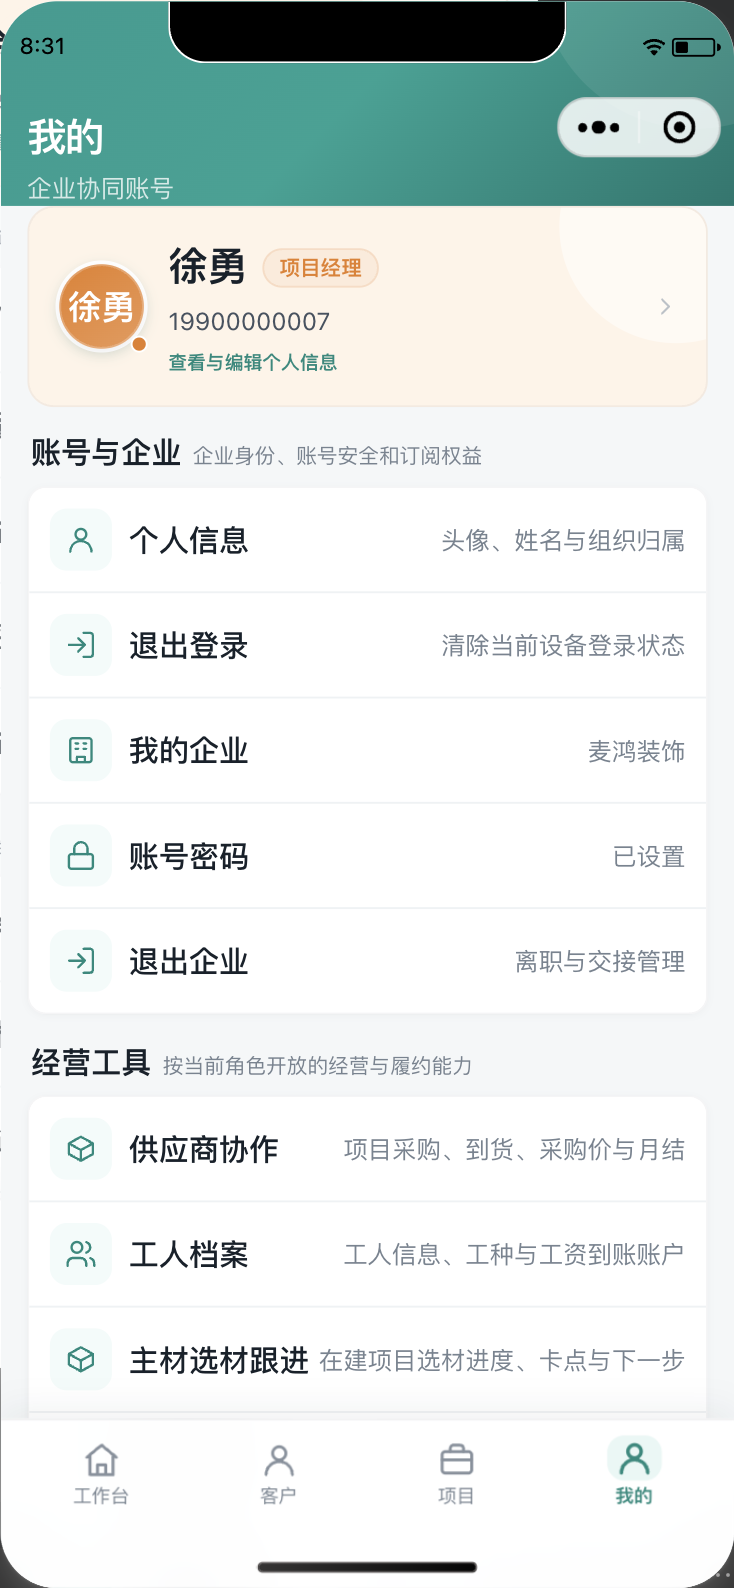 8:31
我的
企业协同账号
徐勇
徐勇 项目经理
19900000007
查看与编辑个人信息
账号与企业 企业身份、账号安全和订阅权益
个人信息 头像、姓名与组织归属
退出登录 清除当前设备登录状态
我的企业 麦鸿装饰
账号密码 已设置
退出企业 离职与交接管理
经营工具 按当前角色开放的经营与履约能力
供应商协作 项目采购、到货、采购价与月结
工人档案 工人信息、工种与工资到账账户
主材选材跟进 在建项目选材进度、卡点与下一步
工作台 客户 项目 我的